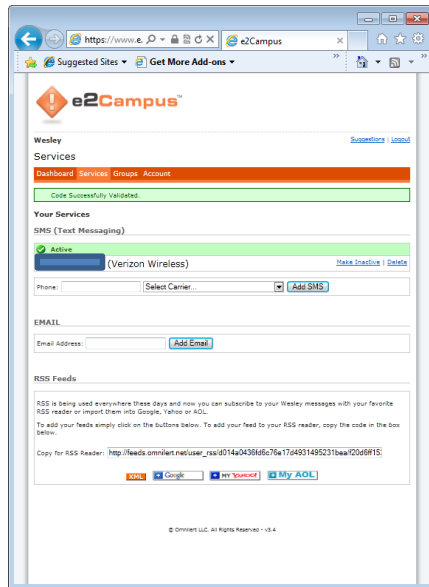 https://www.e.
e2Campus
Suggested Sites
Get More Add-ons
e2Campus™
Wesley
Suggestions | Logout
Services
Dashboard Services Groups Account
Code Successfully Validated.
Your Services
SMS (Text Messaging)
Active
(Verizon Wireless)
Make Inactive | Delete
Phone: Select Carrier... Add SMS
EMAIL
Email Address: Add Email
RSS Feeds
RSS is being used everywhere these days and now you can subscribe to your Wesley messages with your favorite
RSS reader or import them into Google, Yahoo or AOL.
To add your feeds simply click on the buttons below. To add your feed to your RSS reader, copy the code in the box
below.
Copy for RSS Reader: http://feeds.omnilert.net/user_rss/d014a0436fd6c76e17d4931495231bea/f20d8ff15
XML Google MY YAHOO! My AOL
© Omnilert LLC. All Rights Reserved - v3.4